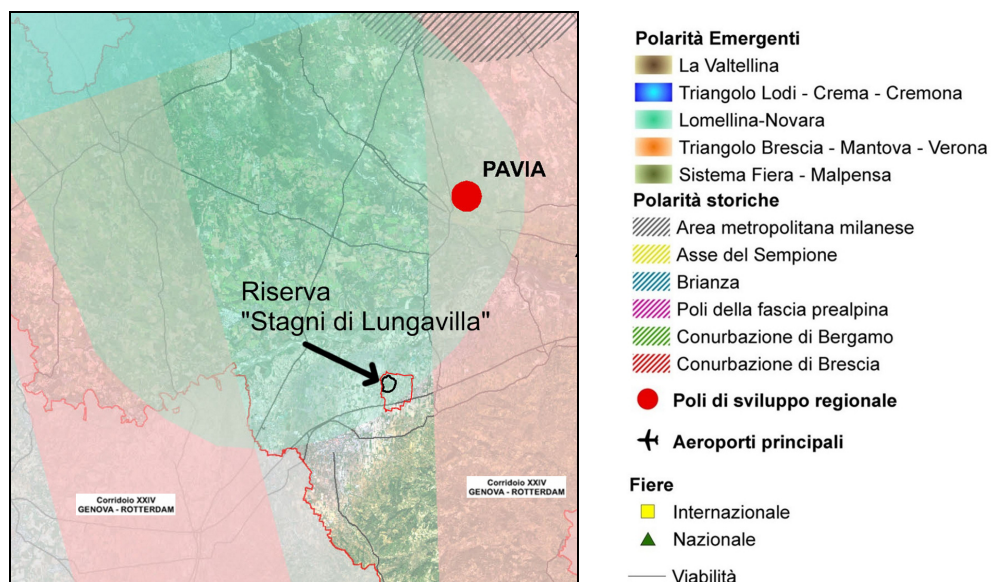 PAVIA
Riserva
"Stagni di Lungavilla"
Corridoio XXIV
GENOVA - ROTTERDAM
Corridoio XXIV
GENOVA - ROTTERDAM
Polarità Emergenti
La Valtellina
Triangolo Lodi - Crema - Cremona
Lomellina-Novara
Triangolo Brescia - Mantova - Verona
Sistema Fiera - Malpensa
Polarità storiche
Area metropolitana milanese
Asse del Sempione
Brianza
Poli della fascia prealpina
Conurbazione di Bergamo
Conurbazione di Brescia
Poli di sviluppo regionale
Aeroporti principali
Fiere
Internazionale
Nazionale
Viabilità